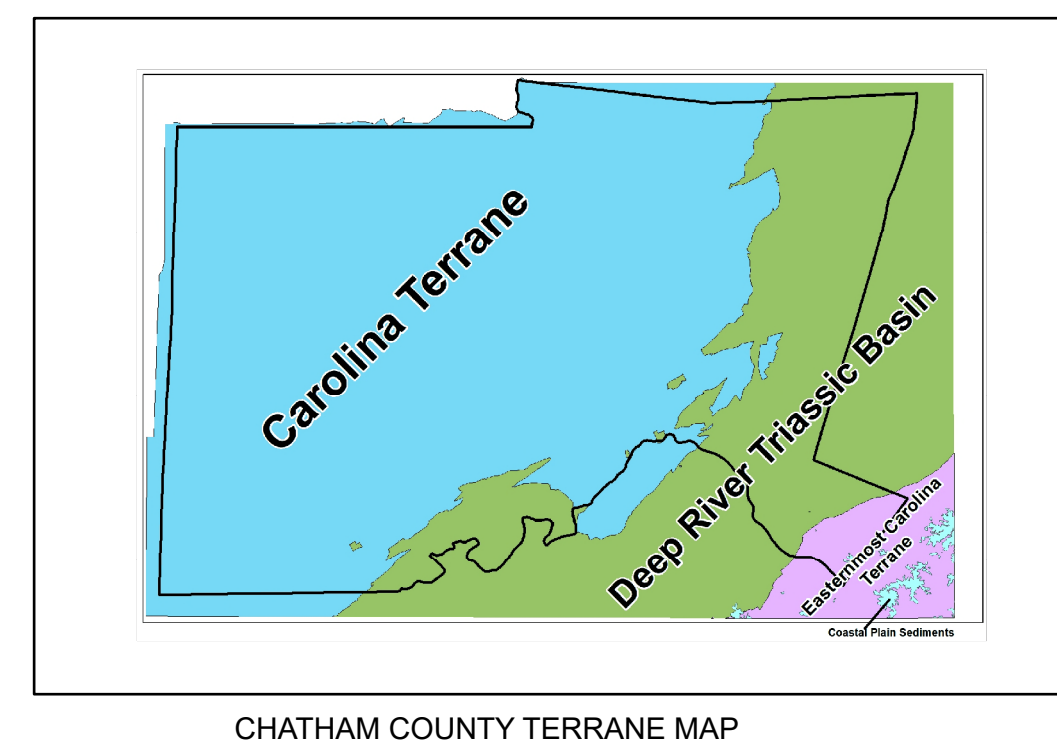 Carolina Terrane
Deep River Triassic Basin
Easternmost Carolina
Terrane
Coastal Plain Sediments
CHATHAM COUNTY TERRANE MAP